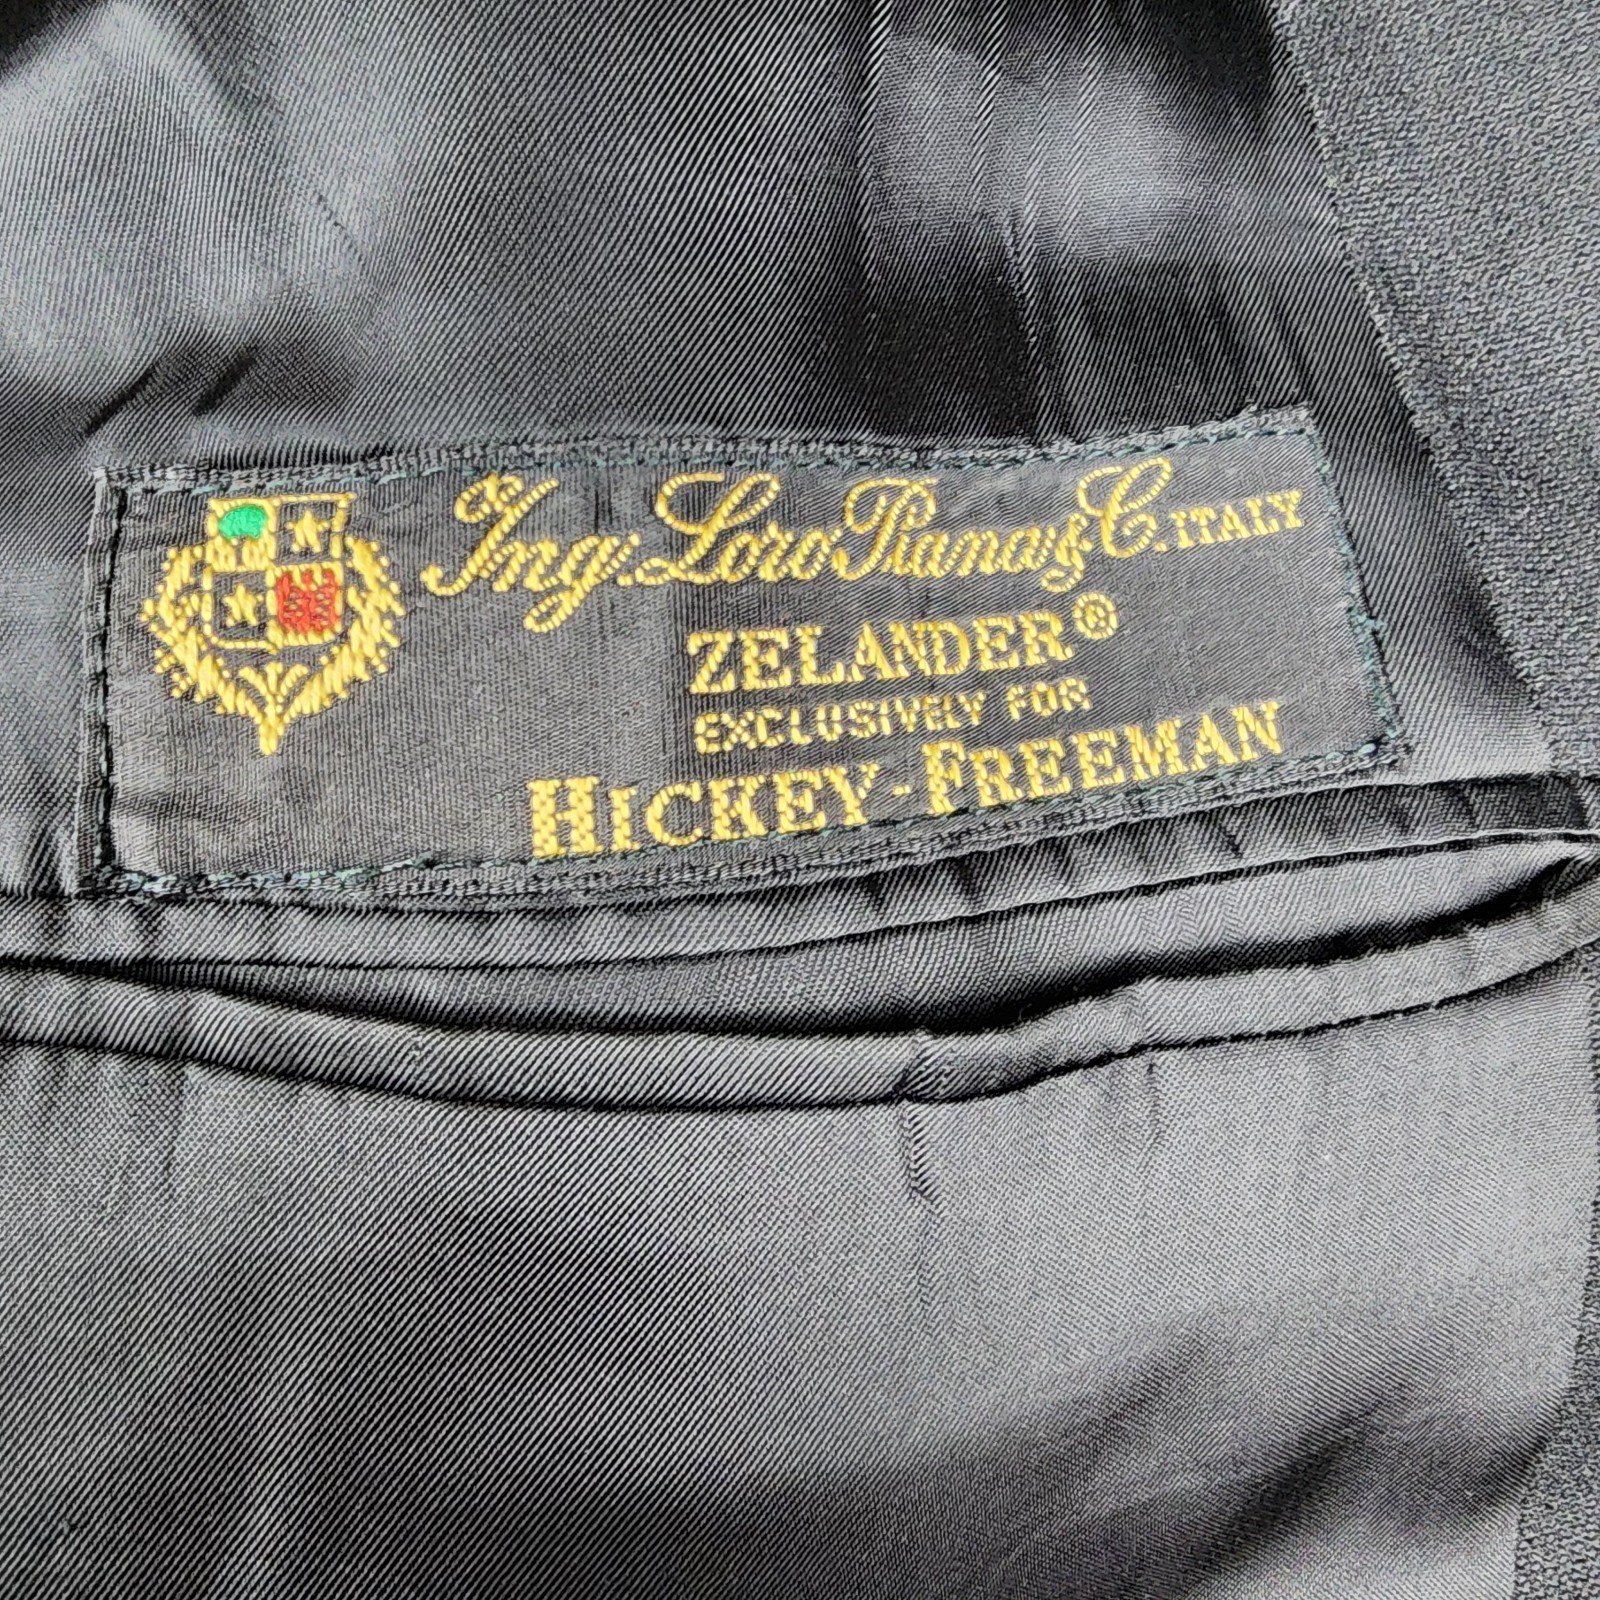 Ing. Loro Piana & C. ITALY
ZELANDER®
EXCLUSIVELY FOR
HICKEY-FREEMAN